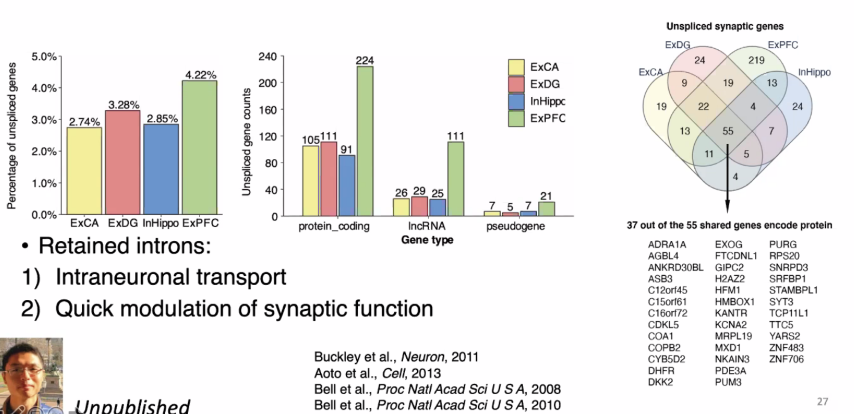 Unspliced synaptic genes
ExDG
ExPFC
ExCA
InHippo
24
219
9
19
13
19
22
4
24
13
55
7
11
5
4
37 out of the 55 shared genes encode protein
ADRA1A EXOG PURG
AGBL4 FTCDNL1 RPS20
ANKRD30BL GIPC2 SNRPD3
ASB3 H2AZ2 SRFBP1
C12orf45 HFM1 STAMBPL1
C15orf61 HMBOX1 SYT3
C16orf72 KANTR TCP11L1
CDKL5 KCNA2 TTC5
COA1 MRPL19 YARS2
COPB2 MXD1 ZNF483
CYB5D2 NKAIN3 ZNF706
DHFR PDE3A
DKK2 PUM3
Percentage of unspliced genes
5.0%
4.0%
3.0%
2.0%
1.0%
0.0%
2.74%
3.28%
2.85%
4.22%
ExCA ExDG InHippo ExPFC
Unspliced gene counts
240
200
160
120
80
40
0
105 111 91 224
26 29 25 111
7 5 7 21
protein_coding lncRNA pseudogene
Gene type
ExCA
ExDG
InHippc
ExPFC
• Retained introns:
1) Intraneuronal transport
2) Quick modulation of synaptic function
Buckley et al., Neuron, 2011
Aoto et al., Cell, 2013
Bell et al., Proc Natl Acad Sci U S A, 2008
Bell et al., Proc Natl Acad Sci U S A, 2010
Unpublished
27